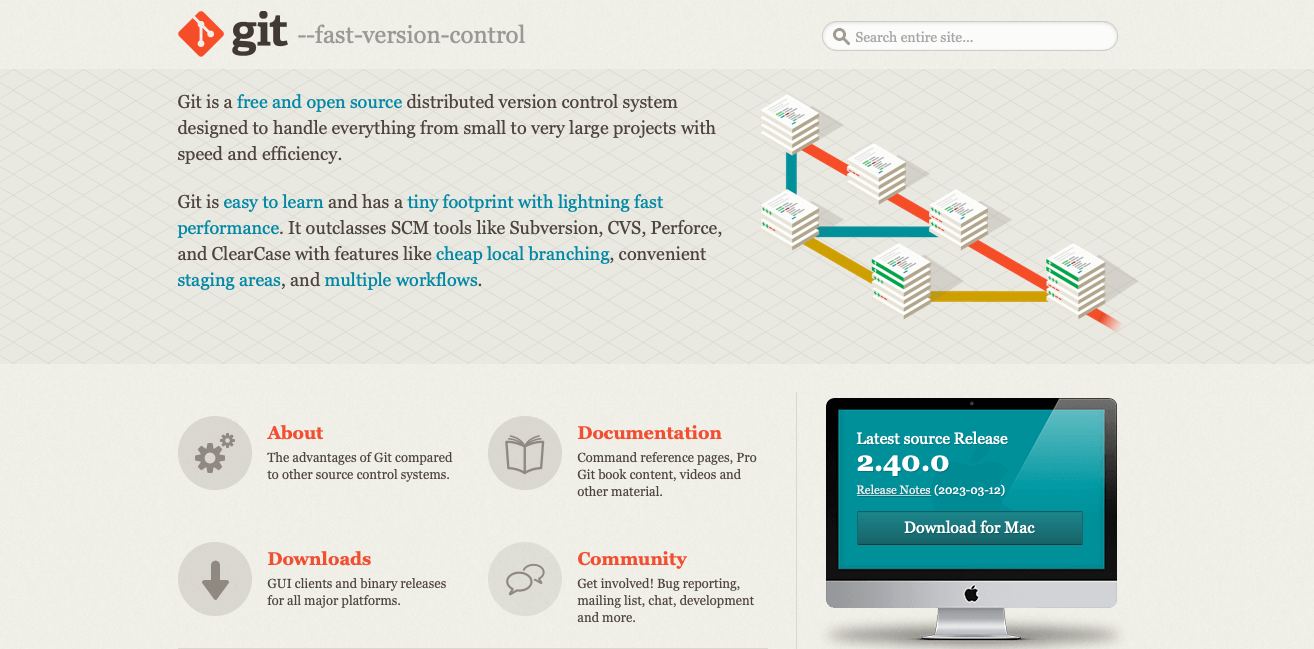 git --fast-version-control
Search entire site...
Git is a free and open source distributed version control system
designed to handle everything from small to very large projects with
speed and efficiency.
Git is easy to learn and has a tiny footprint with lightning fast
performance. It outclasses SCM tools like Subversion, CVS, Perforce,
and ClearCase with features like cheap local branching, convenient
staging areas, and multiple workflows.
About
The advantages of Git compared
to other source control systems.
Documentation
Command reference pages, Pro
Git book content, videos and
other material.
Downloads
GUI clients and binary releases
for all major platforms.
Community
Get involved! Bug reporting,
mailing list, chat, development
and more.
Latest source Release
2.40.0
Release Notes (2023-03-12)
Download for Mac